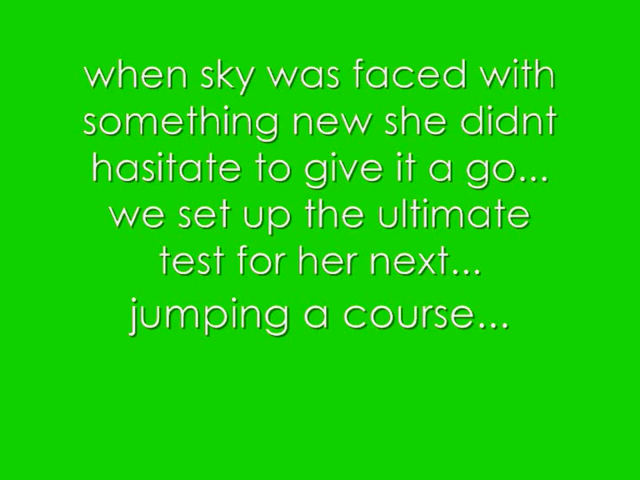 when sky was faced with
something new she didnt
hasitate to give it a go...
we set up the ultimate
test for her next...
jumping a course...